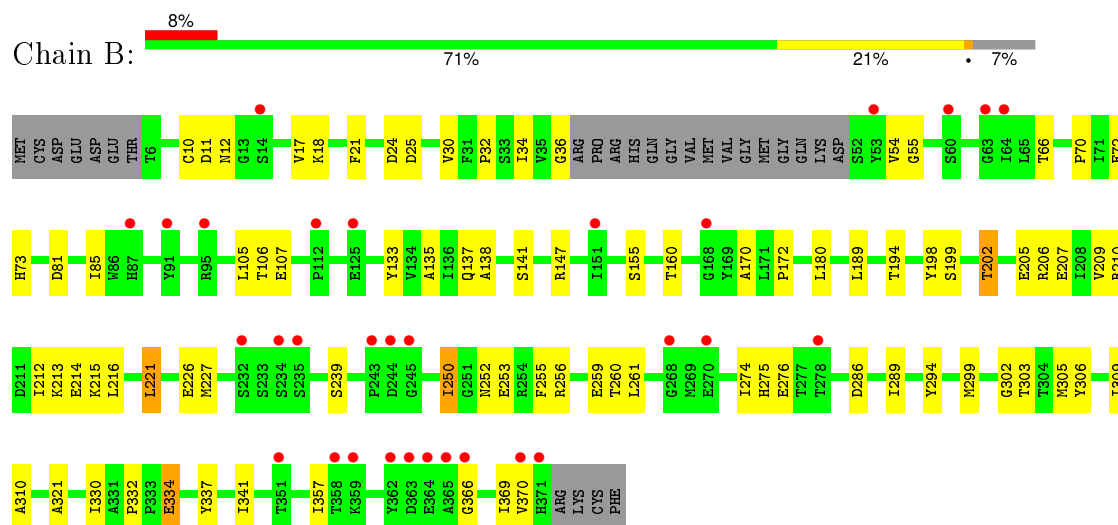 8%
Chain B:
71% 21% • 7%
MET CYS ASP GLU ASP GLU THR T6 C10 D11 N12 G13 S14 V17 K18 F21 D24 D25 V30 F31 P32 S33 I34 V35 G36 ARG PRO ARG HIS GLN GLY VAL MET VAL GLY MET GLY GLN LYS ASP S52 Y53 V54 G55 S60 G63 I64 L65 T66 P70 I71
H73 D81 I85 W86 H87 Y91 R95 L105 T106 E107 P112 E125 Y133 V134 A135 I136 Q137 A138 S141 R147 I151 S155 T160 G168 Y169 A170 L171 P172 L180 L189 T194 Y198 S199 T202 E205 R206 E207 I208 V209
D211 I212 K213 E214 K215 L216 L221 E226 M227 S232 S233 S234 S235 S239 P243 D244 G245 I250 G251 N252 E253 R254 F255 R256 E259 T260 L261 G268 M269 E270 I274 H275 E276 T277 T278 D286 I289 Y294 M299 G302 T303 T304 M305 Y306
A310 A321 I330 A331 P332 P333 E334 Y337 I341 T351 I357 T358 K359 Y362 D363 E364 A365 G366 I369 V370 H371 ARG LYS CYS PHE